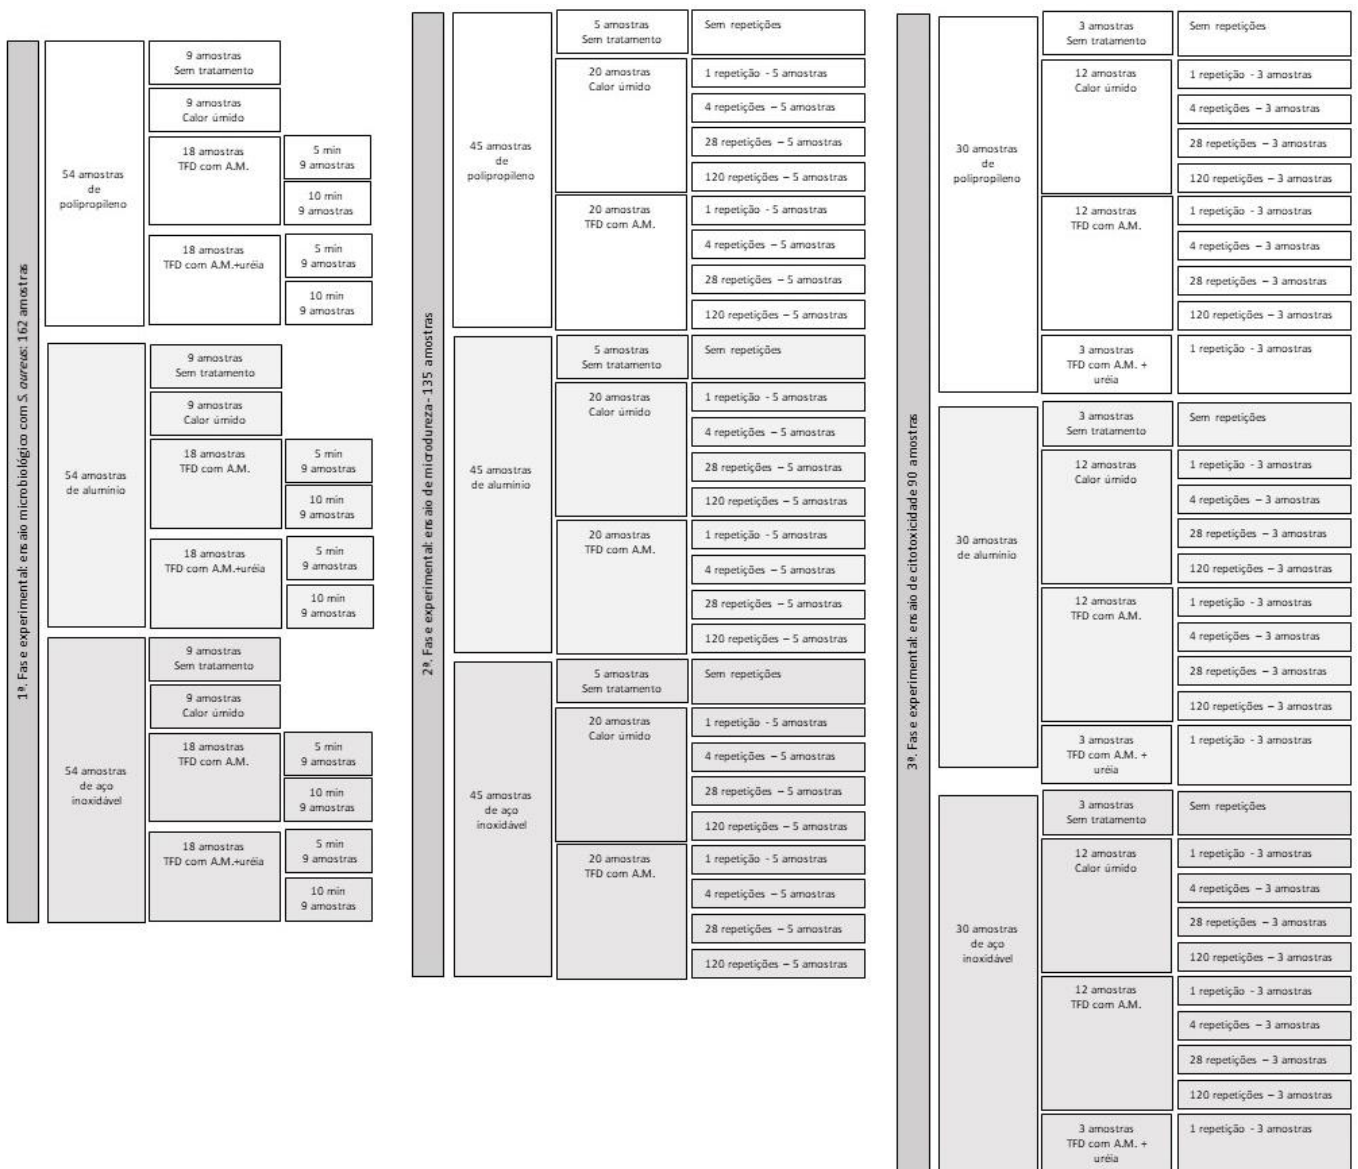 1ª. Fase experimental: ensaio microbiológico com S. aureus: 162 amostras
54 amostras
de
polipropileno
9 amostras
Sem tratamento
9 amostras
Calor úmido
18 amostras
TFD com A.M.
5 min
9 amostras
10 min
9 amostras
18 amostras
TFD com A.M.+uréia
5 min
9 amostras
10 min
9 amostras
54 amostras
de alumínio
9 amostras
Sem tratamento
9 amostras
Calor úmido
18 amostras
TFD com A.M.
5 min
9 amostras
10 min
9 amostras
18 amostras
TFD com A.M.+uréia
5 min
9 amostras
10 min
9 amostras
54 amostras
de aço
inoxidável
9 amostras
Sem tratamento
9 amostras
Calor úmido
18 amostras
TFD com A.M.
5 min
9 amostras
10 min
9 amostras
18 amostras
TFD com A.M.+uréia
5 min
9 amostras
10 min
9 amostras
2ª. Fase experimental: ensaio de microdureza- 135 amostras
45 amostras
de
polipropileno
5 amostras
Sem tratamento
Sem repetições
20 amostras
Calor úmido
1 repetição - 5 amostras
4 repetições – 5 amostras
28 repetições – 5 amostras
120 repetições – 5 amostras
20 amostras
TFD com A.M.
1 repetição - 5 amostras
4 repetições – 5 amostras
28 repetições – 5 amostras
120 repetições – 5 amostras
45 amostras
de alumínio
5 amostras
Sem tratamento
Sem repetições
20 amostras
Calor úmido
1 repetição - 5 amostras
4 repetições – 5 amostras
28 repetições – 5 amostras
120 repetições – 5 amostras
20 amostras
TFD com A.M.
1 repetição - 5 amostras
4 repetições – 5 amostras
28 repetições – 5 amostras
120 repetições – 5 amostras
45 amostras
de aço
inoxidável
5 amostras
Sem tratamento
Sem repetições
20 amostras
Calor úmido
1 repetição - 5 amostras
4 repetições – 5 amostras
28 repetições – 5 amostras
120 repetições – 5 amostras
20 amostras
TFD com A.M.
1 repetição - 5 amostras
4 repetições – 5 amostras
28 repetições – 5 amostras
120 repetições – 5 amostras
3ª. Fase experimental: ensaio de citotoxicidade 90 amostras
30 amostras
de
polipropileno
3 amostras
Sem tratamento
Sem repetições
12 amostras
Calor úmido
1 repetição - 3 amostras
4 repetições – 3 amostras
28 repetições – 3 amostras
120 repetições – 3 amostras
12 amostras
TFD com A.M.
1 repetição - 3 amostras
4 repetições – 3 amostras
28 repetições – 3 amostras
120 repetições – 3 amostras
3 amostras
TFD com A.M. +
uréia
1 repetição - 3 amostras
30 amostras
de alumínio
3 amostras
Sem tratamento
Sem repetições
12 amostras
Calor úmido
1 repetição - 3 amostras
4 repetições – 3 amostras
28 repetições – 3 amostras
120 repetições – 3 amostras
12 amostras
TFD com A.M.
1 repetição - 3 amostras
4 repetições – 3 amostras
28 repetições – 3 amostras
120 repetições – 3 amostras
3 amostras
TFD com A.M. +
uréia
1 repetição - 3 amostras
30 amostras
de aço
inoxidável
3 amostras
Sem tratamento
Sem repetições
12 amostras
Calor úmido
1 repetição - 3 amostras
4 repetições – 3 amostras
28 repetições – 3 amostras
120 repetições – 3 amostras
12 amostras
TFD com A.M.
1 repetição - 3 amostras
4 repetições – 3 amostras
28 repetições – 3 amostras
120 repetições – 3 amostras
3 amostras
TFD com A.M. +
uréia
1 repetição - 3 amostras